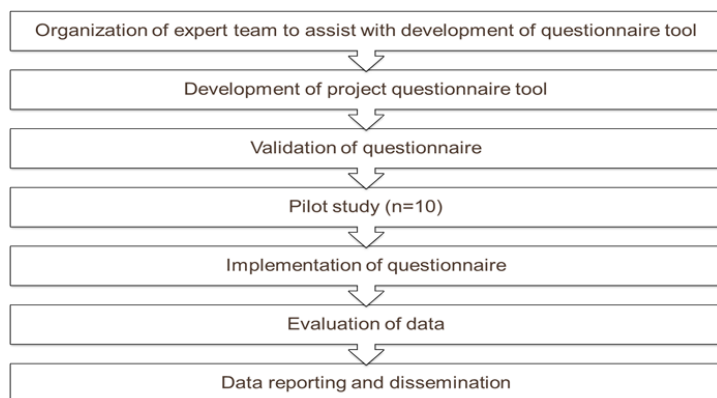 Organization of expert team to assist with development of questionnaire tool
Development of project questionnaire tool
Validation of questionnaire
Pilot study (n=10)
Implementation of questionnaire
Evaluation of data
Data reporting and dissemination